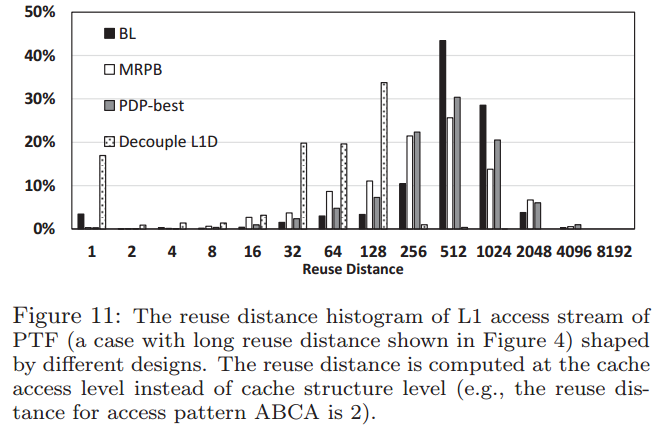 50%
40%
30%
20%
10%
0%
BL
MRPB
PDP-best
Decouple L1D
1 2 4 8 16 32 64 128 256 512 1024 2048 4096 8192
Reuse Distance
Figure 11: The reuse distance histogram of L1 access stream of
PTF (a case with long reuse distance shown in Figure 4) shaped
by different designs. The reuse distance is computed at the cache
access level instead of cache structure level (e.g., the reuse dis-
tance for access pattern ABCA is 2).